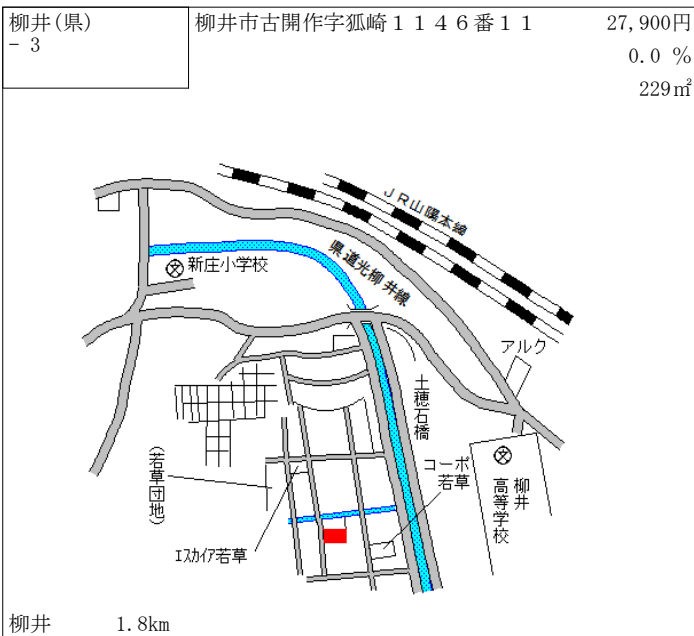 柳井(県)
－3
柳井市古開作字狐崎１１４６番１１
27,900円
0.0 %
229㎡
ＪＲ山陽本線
県道光柳井線
新庄小学校
アルク
土穂石橋
コーポ
若草
(若草団地)
柳井
高等学校
ｴｽｶｲｱ若草
柳井　1.8km